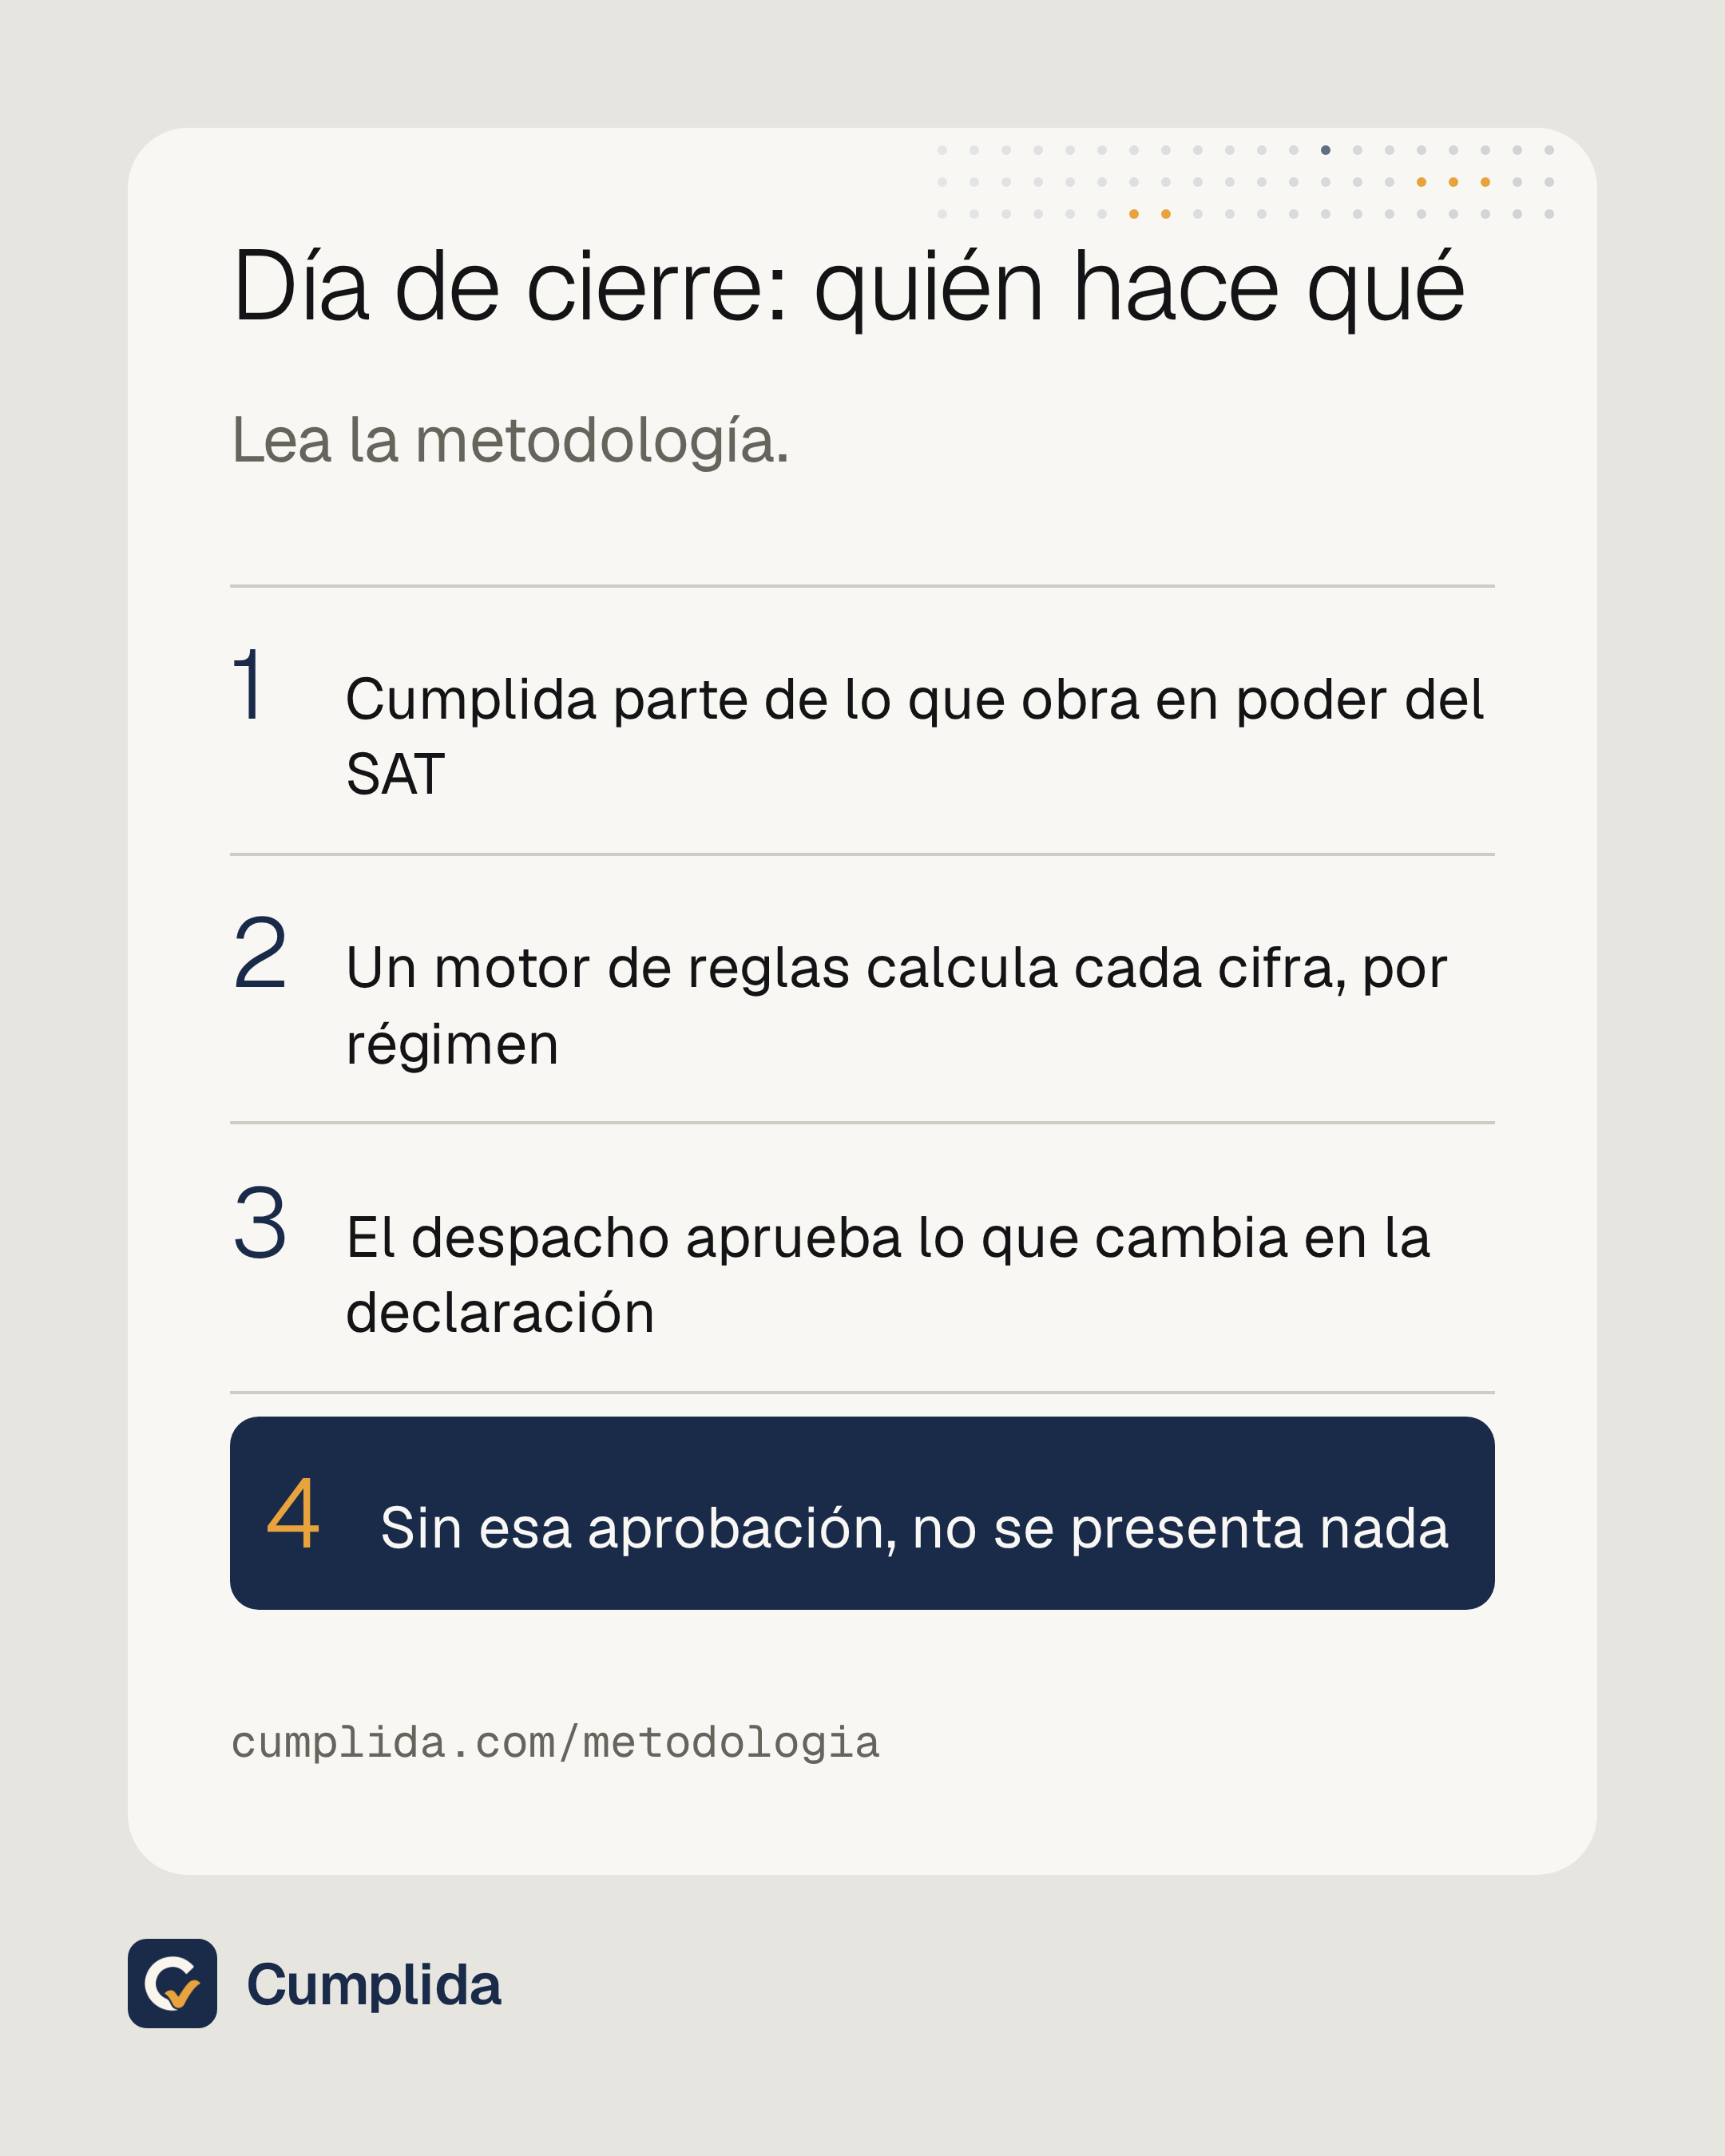 Día de cierre: quién hace qué
Lea la metodología.
1 Cumplida parte de lo que obra en poder del
SAT
2 Un motor de reglas calcula cada cifra, por
régimen
3 El despacho aprueba lo que cambia en la
declaración
4 Sin esa aprobación, no se presenta nada
cumplida.com/metodologia
Cumplida